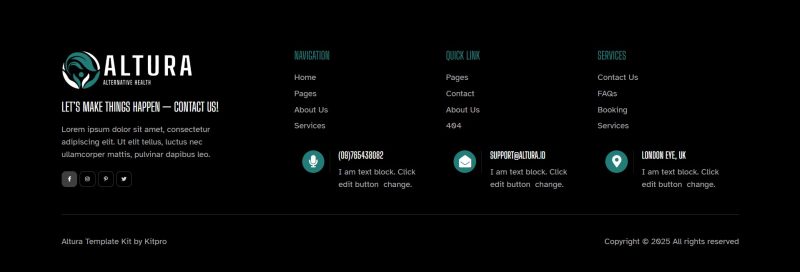 ALTURA
ALTERNATIVE HEALTH
LET'S MAKE THINGS HAPPEN — CONTACT US!
Lorem ipsum dolor sit amet, consectetur
adipiscing elit. Ut elit tellus, luctus nec
ullamcorper mattis, pulvinar dapibus leo.
NAVIGATION
Home
Pages
About Us
Services
QUICK LINK
Pages
Contact
About Us
404
SERVICES
Contact Us
FAQs
Booking
Services
(09)765438082
I am text block. Click
edit button change.
SUPPORT@ALTURA.IO
I am text block. Click
edit button change.
LONDON EYE, UK
I am text block. Click
edit button change.
Altura Template Kit by Kitpro
Copyright © 2025 All rights reserved